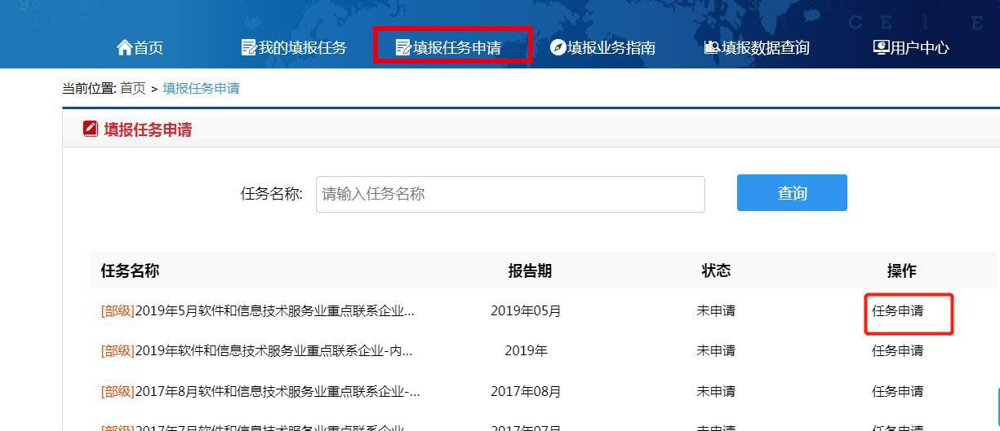 首页 我的填报任务 填报任务申请 填报业务指南 填报数据查询 用户中心
当前位置: 首页 > 填报任务申请
填报任务申请
任务名称: 请输入任务名称 查询
任务名称 报告期 状态 操作
[部级]2019年5月软件和信息技术服务业重点联系企业... 2019年05月 未申请 任务申请
[部级]2019年软件和信息技术服务业重点联系企业-内... 2019年 未申请 任务申请
[部级]2017年8月软件和信息技术服务业重点联系企业-... 2017年08月 未申请 任务申请
[部级]2017年7月软件和信息技术服务业重点联系企业 2017年07月 未申请 任务申请